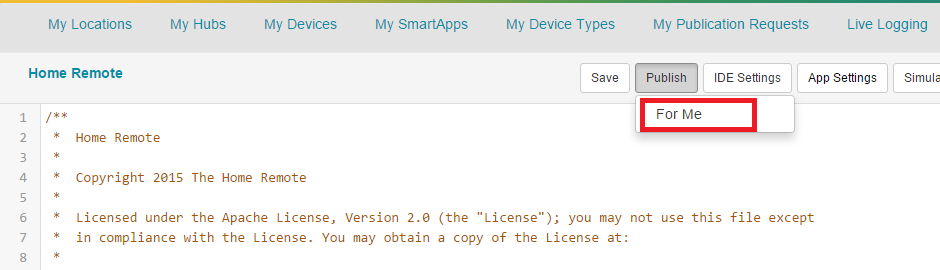 My Locations My Hubs My Devices My SmartApps My Device Types My Publication Requests Live Logging
Home Remote Save Publish IDE Settings App Settings Simula
For Me
1 /**
2  *  Home Remote
3  *
4  *  Copyright 2015 The Home Remote
5  *
6  *  Licensed under the Apache License, Version 2.0 (the "License"); you may not use this file except
7  *  in compliance with the License. You may obtain a copy of the License at:
8  *